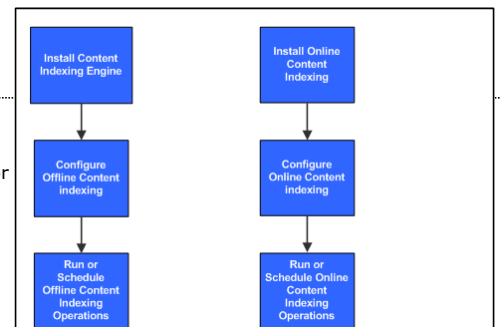 Install Content
Indexing Engine
Install Online
Content
Indexing
Configure
Offline Content
indexing
Configure
Online Content
indexing
Run or
Schedule
Offline Content
Indexing
Operations
Run or
Schedule Online
Content
Indexing
Operations